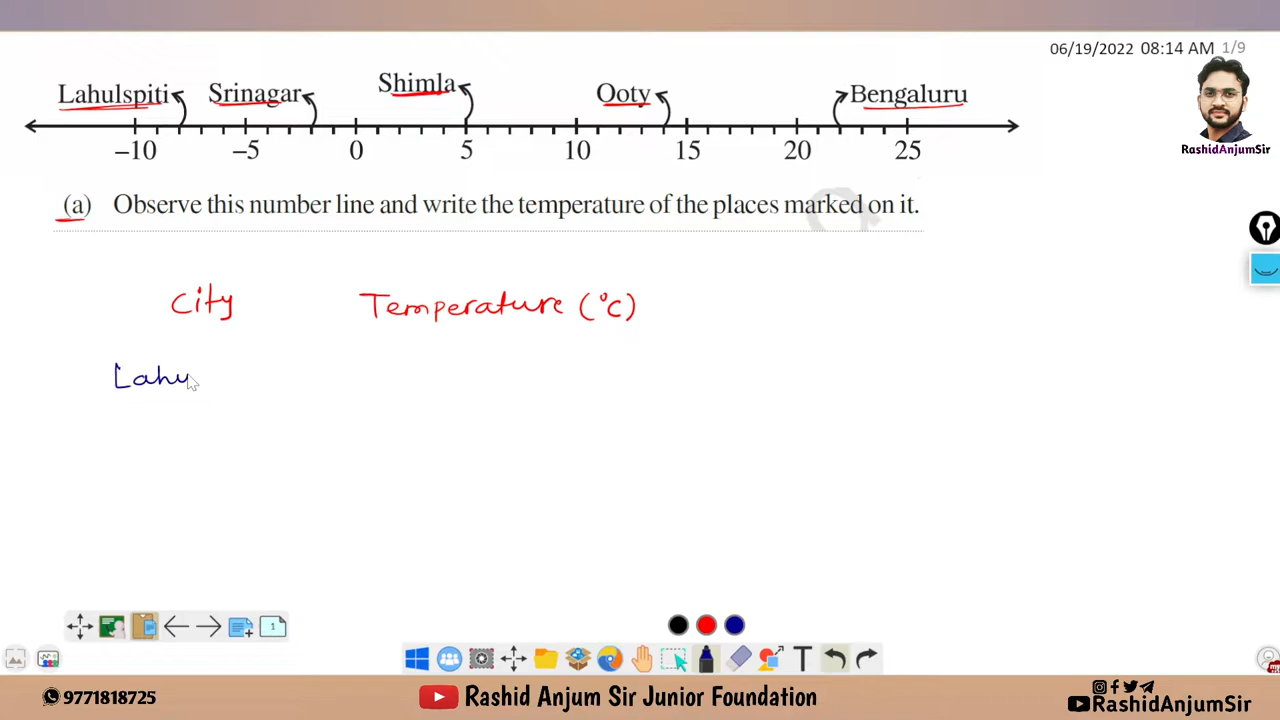 06/19/2022 08:14 AM 1/9
Lahulspiti Srinagar Shimla Ooty Bengaluru
RashidAnjumSir
–10 –5 0 5 10 15 20 25
(a) Observe this number line and write the temperature of the places marked on it.
City Temperature (°C)
Lahu
1
T
9771818725 Rashid Anjum Sir Junior Foundation RashidAnjumSir